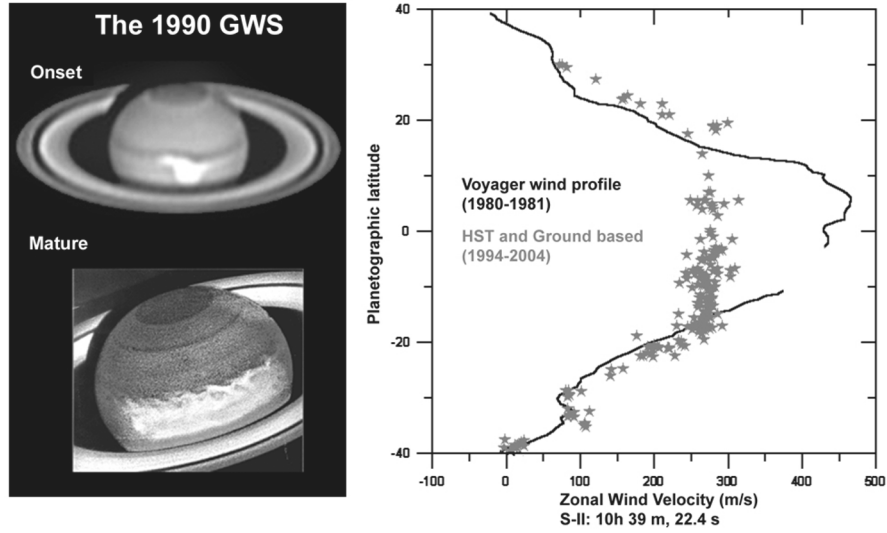 The 1990 GWS
Onset
Mature
40
20
0
-20
-40
Planetographic latitude
Voyager wind profile
(1980-1981)
HST and Ground based
(1994-2004)
-100
0
100
200
300
400
500
Zonal Wind Velocity (m/s)
S-II: 10h 39 m, 22.4 s